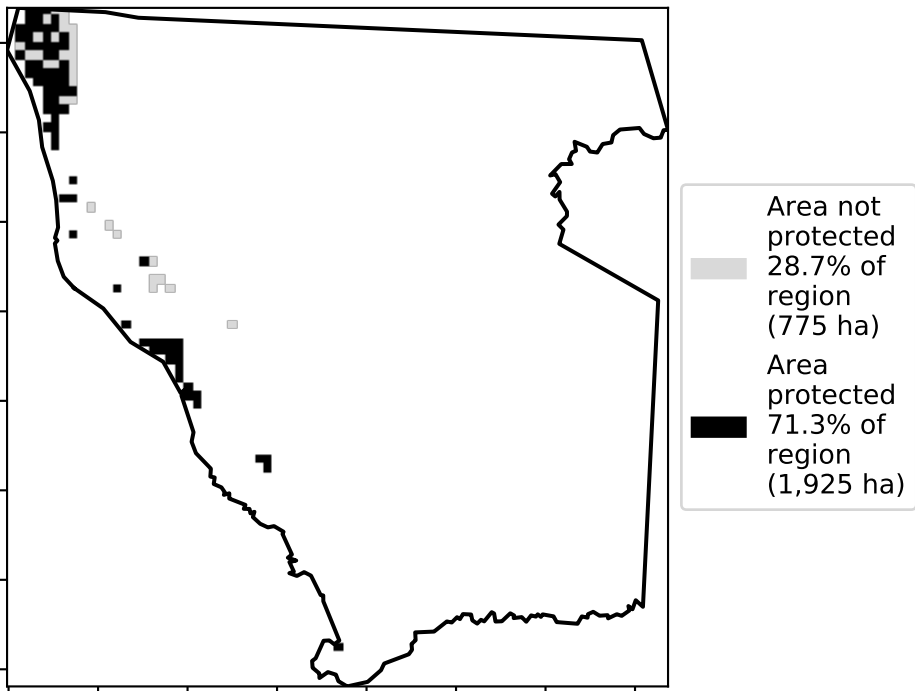 Area not
protected
28.7% of
region
(775 ha)
Area
protected
71.3% of
region
(1,925 ha)